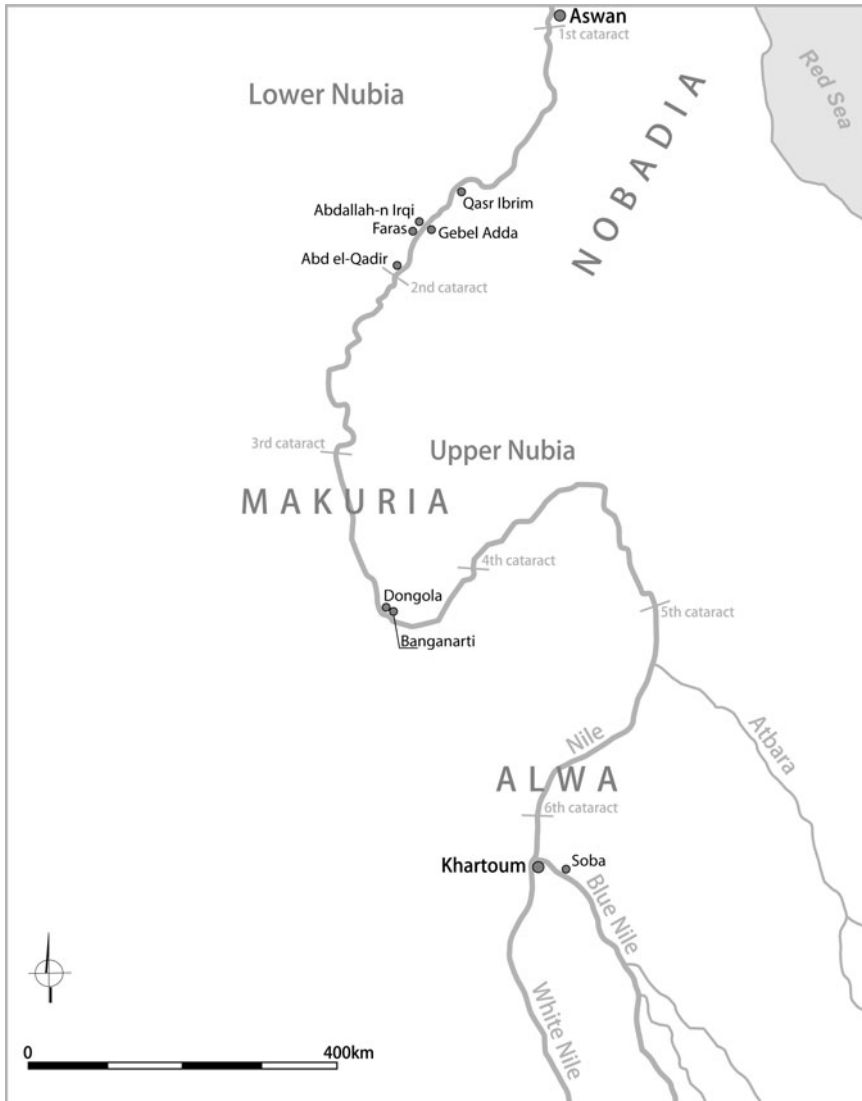 Aswan
1st cataract
Red Sea
Lower Nubia
NOBADIA
Qasr Ibrim
Abdallah-n Irqi
Faras
Gebel Adda
Abd el-Qadir
2nd cataract
3rd cataract
Upper Nubia
MAKURIA
4th cataract
Dongola
5th cataract
Banganarti
Nile
Atbara
ALWA
6th cataract
Khartoum
Soba
Blue Nile
White Nile
0 400km